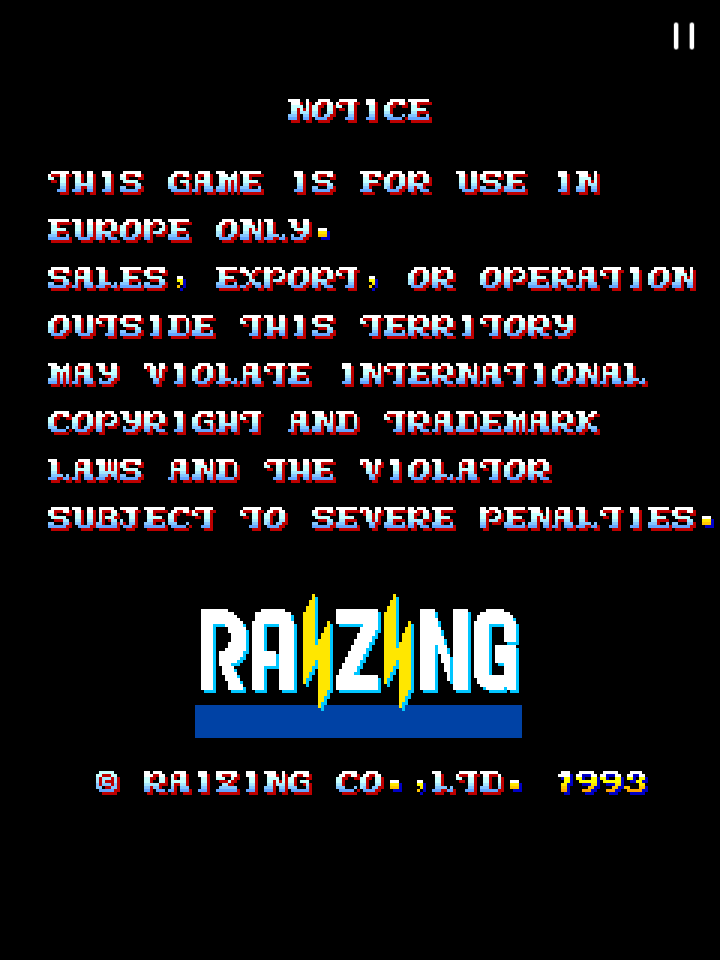 NOTICE
THIS GAME IS FOR USE IN
EUROPE ONLY.
SALES, EXPORT, OR OPERATION
OUTSIDE THIS TERRITORY
MAY VIOLATE INTERNATIONAL
COPYRIGHT AND TRADEMARK
LAWS AND THE VIOLATOR
SUBJECT TO SEVERE PENALTIES.
RAIZING
© RAIZING CO.,LTD. 1993